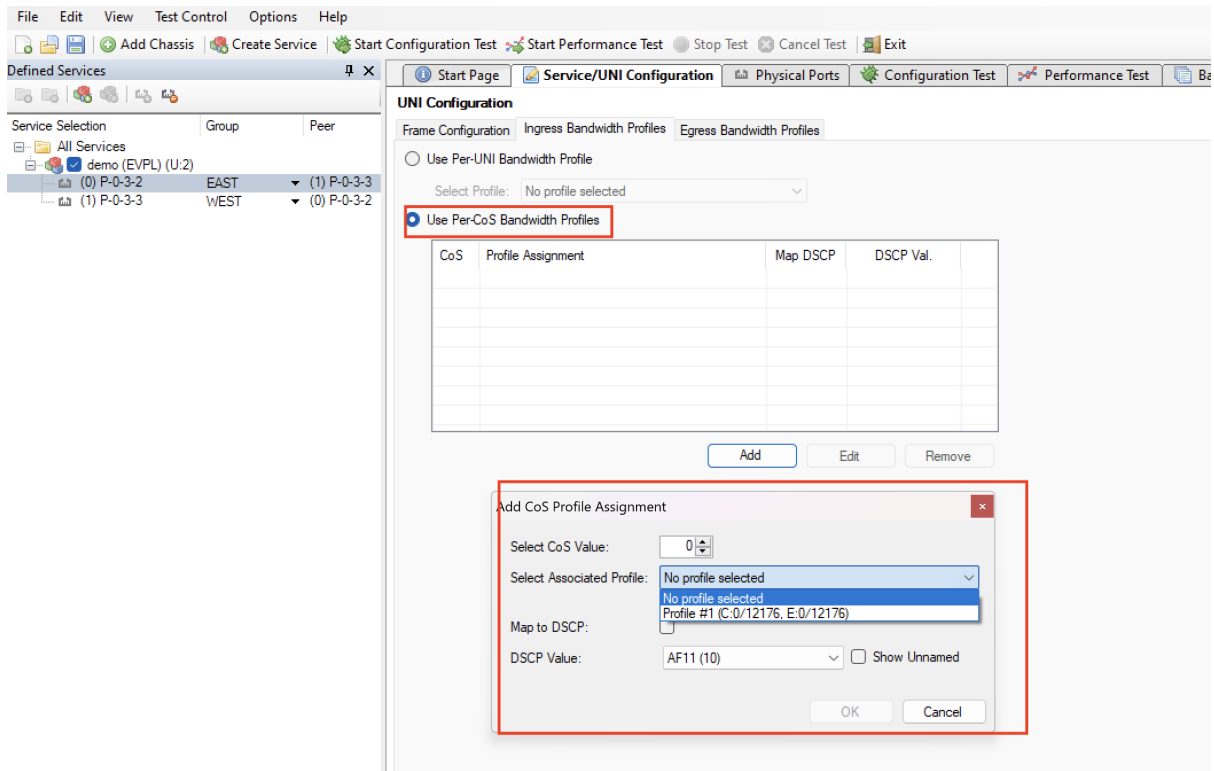 File Edit View Test Control Options Help
Add Chassis Create Service Start Configuration Test Start Performance Test Stop Test Cancel Test Exit
Defined Services
Service Selection Group Peer
All Services
demo (EVPL) (U:2)
(0) P-0-3-2 EAST (1) P-0-3-3
(1) P-0-3-3 WEST (0) P-0-3-2
Start Page Service/UNI Configuration Physical Ports Configuration Test Performance Test Ba
UNI Configuration
Frame Configuration Ingress Bandwidth Profiles Egress Bandwidth Profiles
Use Per-UNI Bandwidth Profile
Select Profile: No profile selected
Use Per-CoS Bandwidth Profiles
CoS Profile Assignment Map DSCP DSCP Val.
Add Edit Remove
Add CoS Profile Assignment
Select CoS Value: 0
Select Associated Profile: No profile selected
No profile selected
Profile #1 (C:0/12176, E:0/12176)
Map to DSCP:
DSCP Value: AF11 (10) Show Unnamed
OK Cancel